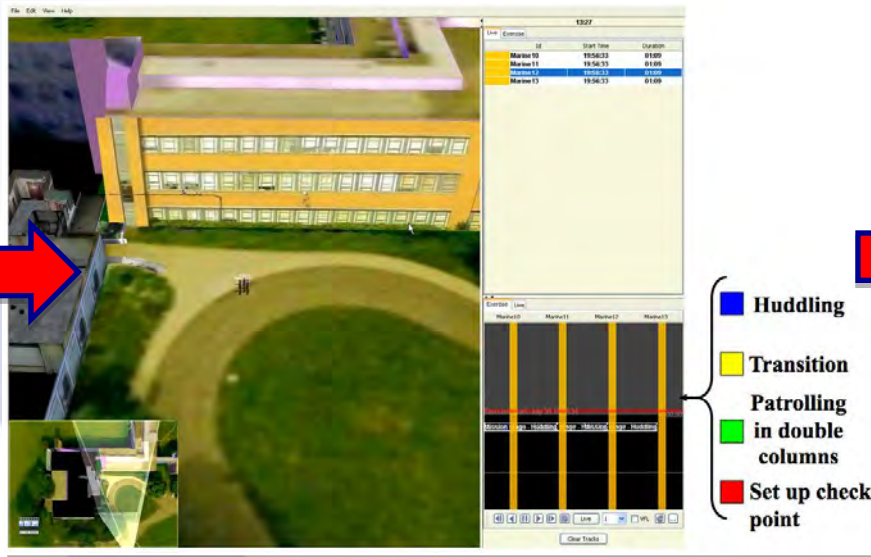 File Edit View Help
13:27
Live Exercise
Id Start Time Duration
Marine10 19:56:33 01:09
Marine11 19:56:33 01:09
Marine12 19:56:33 01:09
Marine13 19:56:33 01:09
Exercise Live
Marine10 Marine11 Marine12 Marine13
Huddling
Live 1 VFL
Clear Tracks
Huddling
Transition
Patrolling
in double
columns
Set up check
point